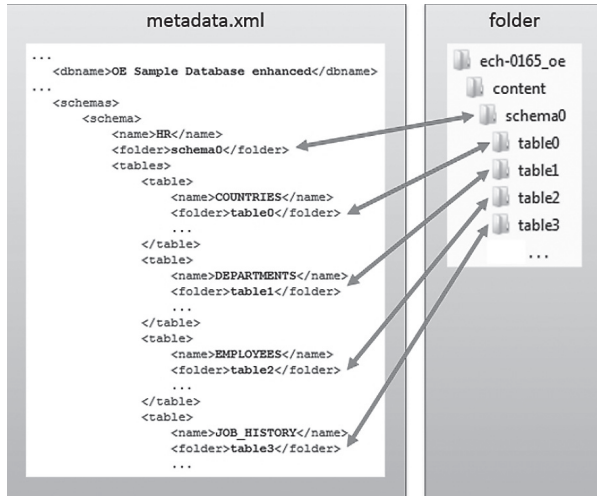 metadata.xml
...
<dbname>OE Sample Database enhanced</dbname>
...
<schemas>
<schema>
<name>HR</name>
<folder>schema0</folder>
<tables>
<table>
<name>COUNTRIES</name>
<folder>table0</folder>
...
</table>
<table>
<name>DEPARTMENTS</name>
<folder>table1</folder>
...
</table>
<table>
<name>EMPLOYEES</name>
<folder>table2</folder>
...
</table>
<table>
<name>JOB_HISTORY</name>
<folder>table3</folder>
...
folder
ech-0165_oe
content
schema0
table0
table1
table2
table3
...